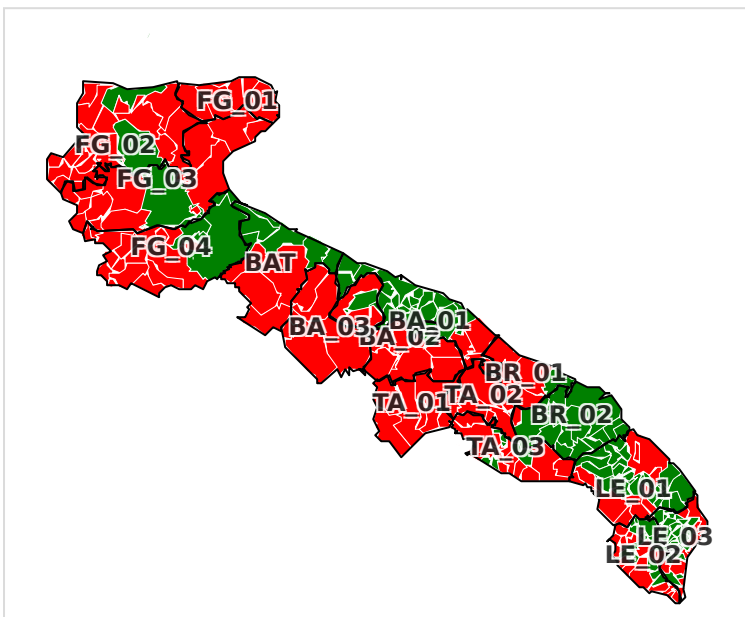 FG_01
FG_02
FG_03
FG_04
BAT
BA_01
BA_03
BA_02
BR_01
TA_02
TA_01
BR_02
TA_03
LE_01
LE_03
LE_02